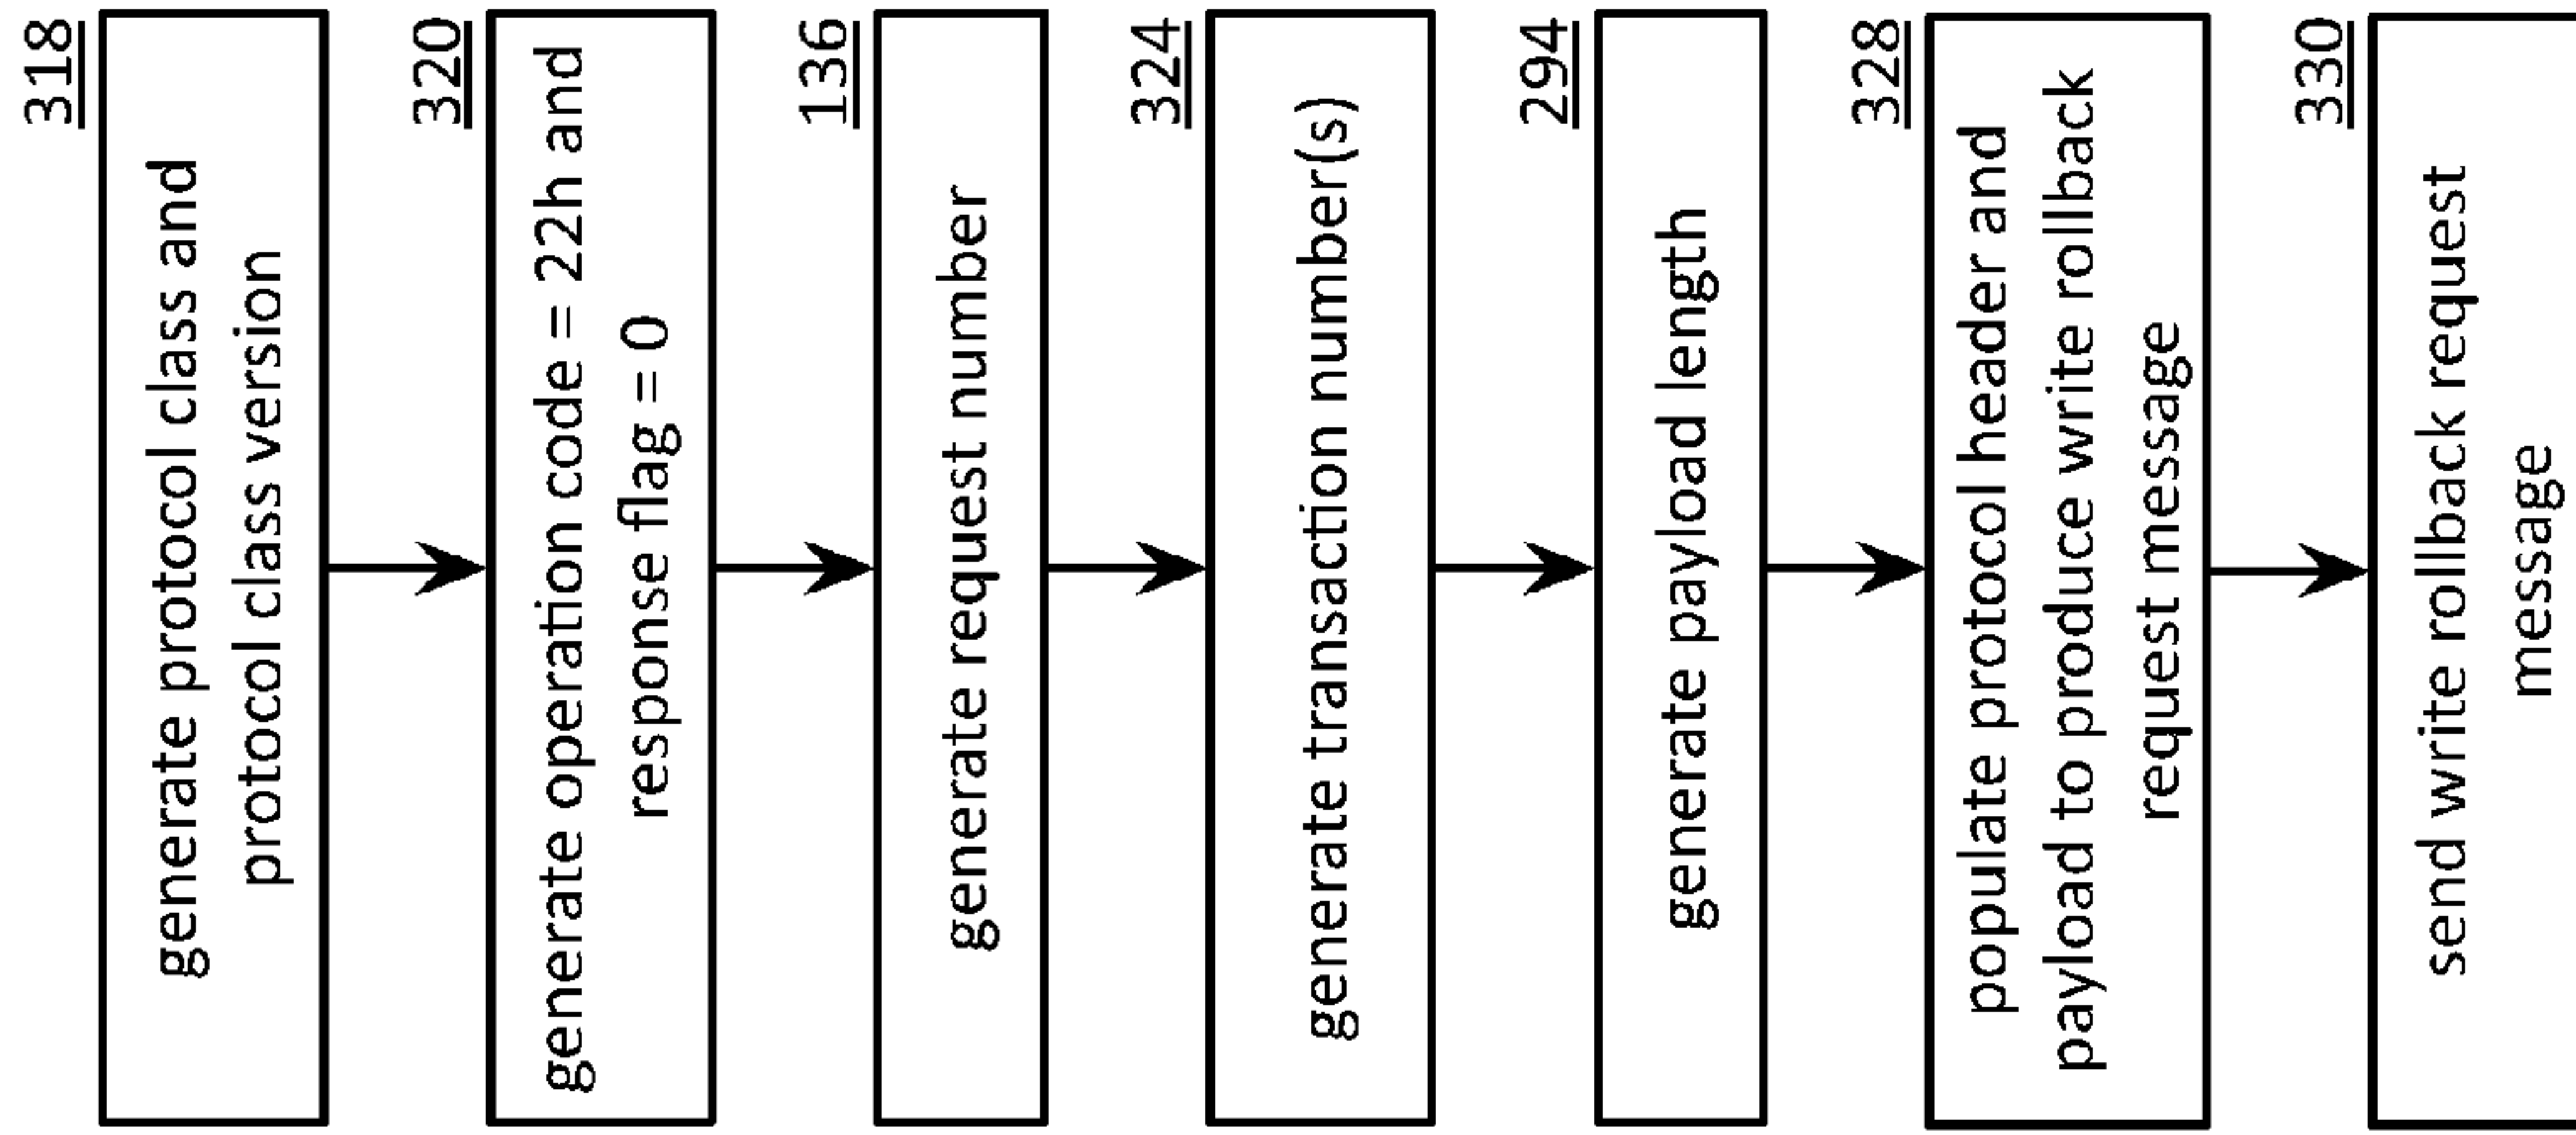 318
generate protocol class and
protocol class version
320
generate operation code = 22h and
response flag = 0
136
generate request number
324
generate transaction number(s)
294
generate payload length
328
populate protocol header and
payload to produce write rollback
request message
330
send write rollback request
message